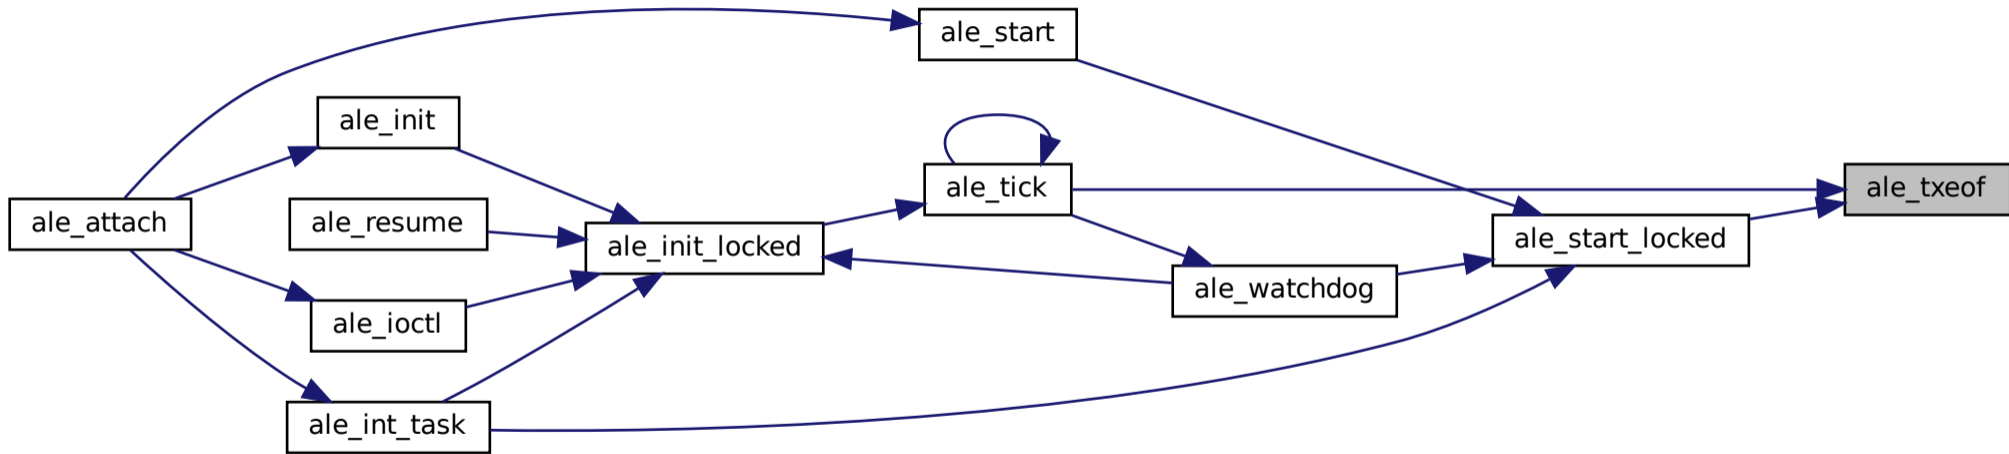 ale_start
ale_init
ale_tick
ale_txeof
ale_attach
ale_resume
ale_init_locked
ale_start_locked
ale_watchdog
ale_ioctl
ale_int_task